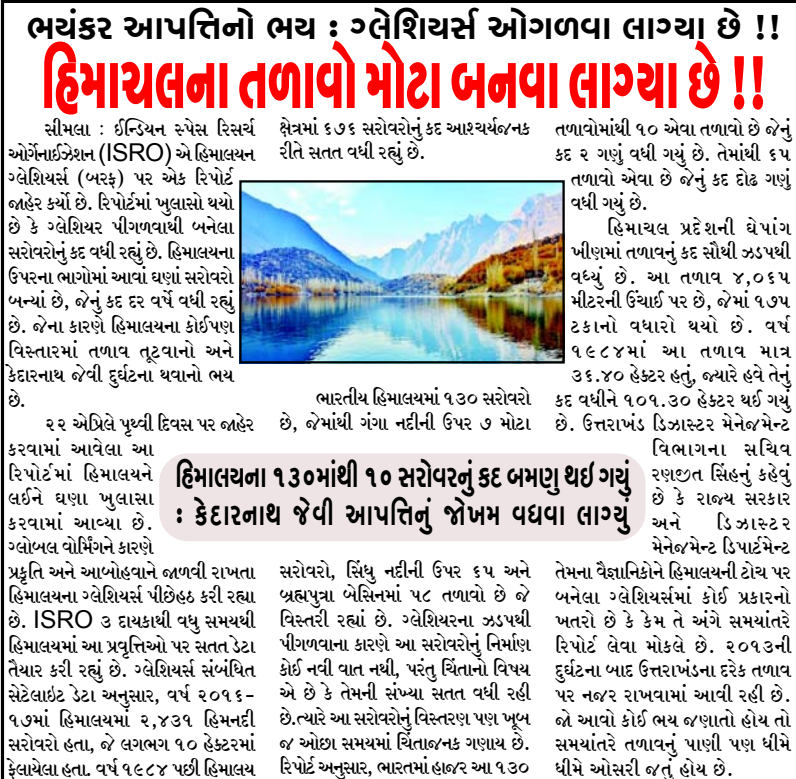 ભયંકર આપત્તિનો ભય : ગ્લેશિયર્સ ઓગળવા લાગ્યા છે !!
હિમાચલના તળાવો મોટા બનવા લાગ્યા છે !!
સીમલા : ઈન્ડિયન સ્પેસ રિસર્ચ
ઓર્ગેનાઈઝેશન (ISRO) એ હિમાલયન
ગ્લેશિયર્સ (બરફ) પર એક રિપોર્ટ
જાહેર કર્યો છે. રિપોર્ટમાં ખુલાસો થયો
છે કે ગ્લેશિયર પીગળવાથી બનેલા
સરોવરોનું કદ વધી રહ્યું છે. હિમાલયના
ઉપરના ભાગોમાં આવાં ઘણાં સરોવરો
બન્યાં છે, જેનું કદ દર વર્ષે વધી રહ્યું
છે. જેના કારણે હિમાલયના કોઈપણ
વિસ્તારમાં તળાવ તૂટવાનો અને
કેદારનાથ જેવી દુર્ઘટના થવાનો ભય
છે.
૨૨ એપ્રિલે પૃથ્વી દિવસ પર જાહેર
કરવામાં આવેલા આ
રિપોર્ટમાં હિમાલયને
લઈને ઘણા ખુલાસા
કરવામાં આવ્યા છે.
ગ્લોબલ વોર્મિંગને કારણે
પ્રકૃતિ અને આબોહવાને જાળવી રાખતા
હિમાલયના ગ્લેશિયર્સ પીછેહઠ કરી રહ્યા
છે. ISRO ૩ દાયકાથી વધુ સમયથી
હિમાલયમાં આ પ્રવૃત્તિઓ પર સતત ડેટા
તૈયાર કરી રહ્યું છે. ગ્લેશિયર્સ સંબંધિત
સેટેલાઇટ ડેટા અનુસાર, વર્ષ ૨૦૧૬-
૧૭માં હિમાલયમાં ૨,૪૩૧ હિમનદી
સરોવરો હતા, જે લગભગ ૧૦ હેક્ટરમાં
ફેલાયેલા હતા. વર્ષ ૧૯૮૪ પછી હિમાલય
ક્ષેત્રમાં ૬૭૬ સરોવરોનું કદ આશ્ચર્યજનક
રીતે સતત વધી રહ્યું છે.
ભારતીય હિમાલયમાં ૧૩૦ સરોવરો
છે, જેમાંથી ગંગા નદીની ઉપર ૭ મોટા
હિમાલયના ૧૩૦માંથી ૧૦ સરોવરનું કદ બમણુ થઇ ગયું
: કેદારનાથ જેવી આપત્તિનું જોખમ વધવા લાગ્યું
સરોવરો, સિંધુ નદીની ઉપર ૬૫ અને
બ્રહ્મપુત્રા બેસિનમાં ૫૮ તળાવો છે જે
વિસ્તરી રહ્યાં છે. ગ્લેશિયરના ઝડપથી
પીગળવાના કારણે આ સરોવરોનું નિર્માણ
કોઈ નવી વાત નથી, પરંતુ ચિંતાનો વિષય
એ છે કે તેમની સંખ્યા સતત વધી રહી
છે.ત્યારે આ સરોવરોનું વિસ્તરણ પણ ખૂબ
જ ઓછા સમયમાં ચિંતાજનક ગણાય છે.
રિપોર્ટ અનુસાર, ભારતમાં હાજર આ ૧૩૦
તળાવોમાંથી ૧૦ એવા તળાવો છે જેનું
કદ ૨ ગણું વધી ગયું છે. તેમાંથી ૬૫
તળાવો એવા છે જેનું કદ દોઢ ગણું
વધી ગયું છે.
હિમાચલ પ્રદેશની ઘેપાંગ
ખીણમાં તળાવનું કદ સૌથી ઝડપથી
વધ્યું છે. આ તળાવ ૪,૦૬૫
મીટરની ઉંચાઈ પર છે, જેમાં ૧૭૫
ટકાનો વધારો થયો છે. વર્ષ
૧૯૮૪માં આ તળાવ માત્ર
૩૬.૪૦ હેક્ટર હતું, જ્યારે હવે તેનું
કદ વધીને ૧૦૧.૩૦ હેક્ટર થઈ ગયું
છે. ઉત્તરાખંડ ડિઝાસ્ટર મેનેજમેન્ટ
વિભાગના સચિવ
રણજીત સિંહનું કહેવું
છે કે રાજ્ય સરકાર
અને ડિઝાસ્ટર
મેનેજમેન્ટ ડિપાર્ટમેન્ટ
તેમના વૈજ્ઞાનિકોને હિમાલયની ટોચ પર
બનેલા ગ્લેશિયર્સમાં કોઈ પ્રકારનો
ખતરો છે કે કેમ તે અંગે સમયાંતરે
રિપોર્ટ લેવા મોકલે છે. ૨૦૧૩ની
દુર્ઘટના બાદ ઉત્તરાખંડના દરેક તળાવ
પર નજર રાખવામાં આવી રહી છે.
જો આવો કોઈ ભય જણાતો હોય તો
સમયાંતરે તળાવનું પાણી પણ ધીમે
ધીમે ઓસરી જતું હોય છે.